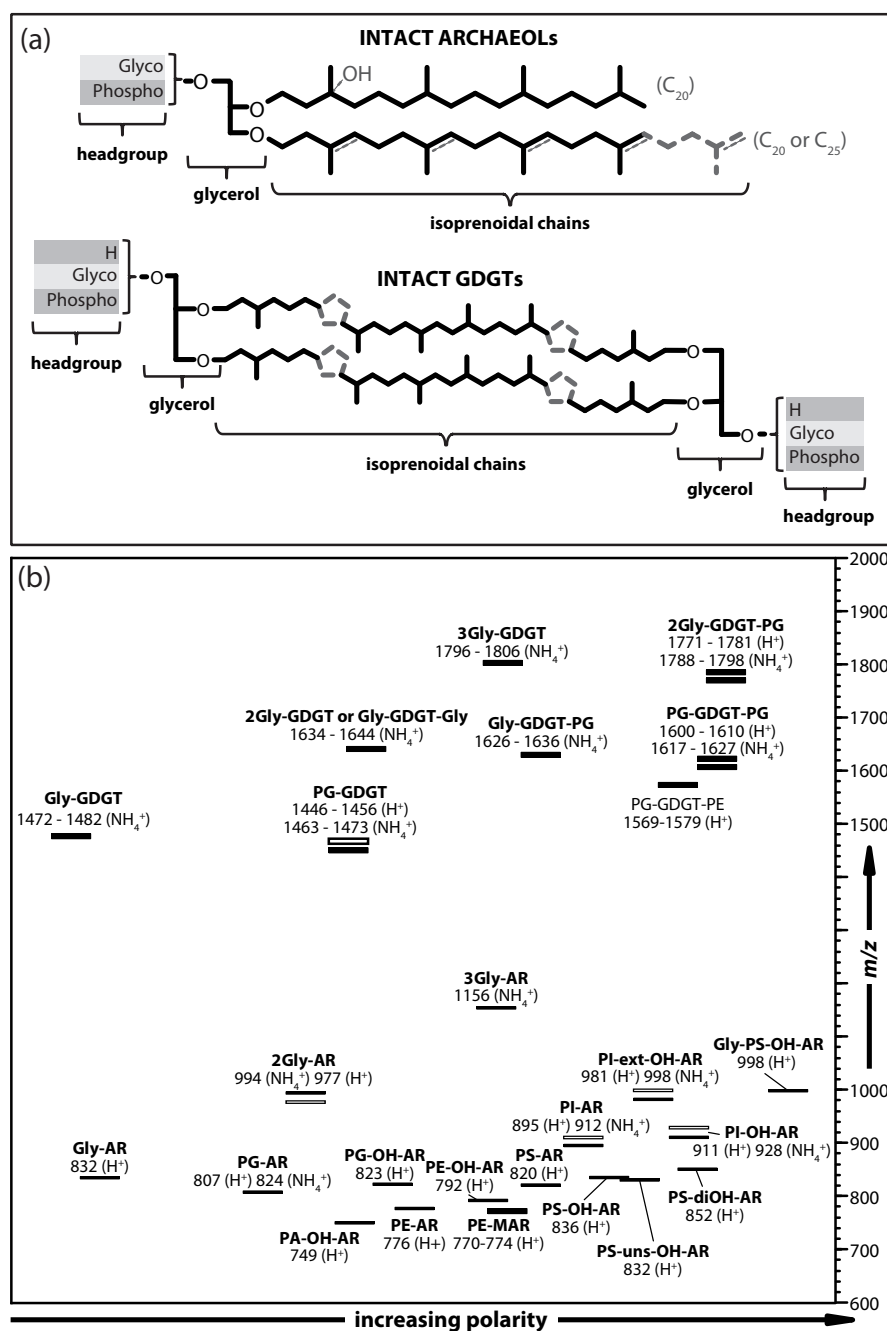 (a)
INTACT ARCHAEOLs
Glyco
Phospho
headgroup
O
O
O
OH
(C₂₀)
(C₂₀ or C₂₅)
glycerol
isoprenoidal chains
INTACT GDGTs
H
Glyco
Phospho
headgroup
O
O
O
glycerol
isoprenoidal chains
O
O
O
glycerol
H
Glyco
Phospho
headgroup
(b)
3Gly-GDGT
1796 - 1806 (NH₄⁺)
2Gly-GDGT-PG
1771 - 1781 (H⁺)
1788 - 1798 (NH₄⁺)
2Gly-GDGT or Gly-GDGT-Gly
1634 - 1644 (NH₄⁺)
Gly-GDGT-PG
1626 - 1636 (NH₄⁺)
PG-GDGT-PG
1600 - 1610 (H⁺)
1617 - 1627 (NH₄⁺)
Gly-GDGT
1472 - 1482 (NH₄⁺)
PG-GDGT
1446 - 1456 (H⁺)
1463 - 1473 (NH₄⁺)
PG-GDGT-PE
1569-1579 (H⁺)
3Gly-AR
1156 (NH₄⁺)
2Gly-AR
994 (NH₄⁺) 977 (H⁺)
PI-ext-OH-AR
981 (H⁺) 998 (NH₄⁺)
Gly-PS-OH-AR
998 (H⁺)
PI-AR
895 (H⁺) 912 (NH₄⁺)
PI-OH-AR
911 (H⁺) 928 (NH₄⁺)
Gly-AR
832 (H⁺)
PG-AR
807 (H⁺) 824 (NH₄⁺)
PG-OH-AR
823 (H⁺)
PE-OH-AR
792 (H⁺)
PS-AR
820 (H⁺)
PA-OH-AR
749 (H⁺)
PE-AR
776 (H+)
PE-MAR
770-774 (H⁺)
PS-OH-AR
836 (H⁺)
PS-uns-OH-AR
832 (H⁺)
PS-diOH-AR
852 (H⁺)
2000
1900
1800
1700
1600
1500
m/z
1000
900
800
700
600
increasing polarity